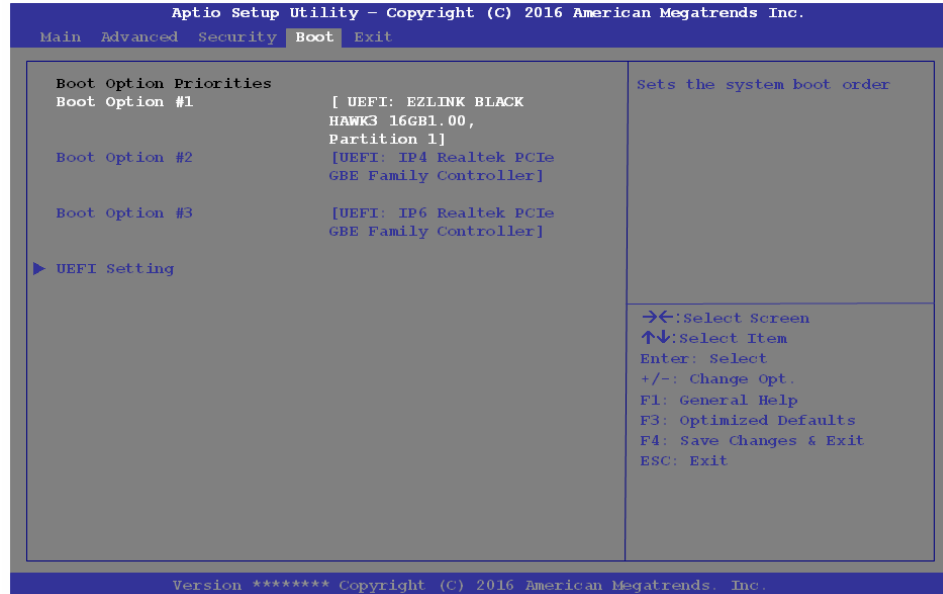 Aptio Setup Utility – Copyright (C) 2016 American Megatrends Inc.
Main Advanced Security Boot Exit
Boot Option Priorities
Boot Option #1 [ UEFI: EZLINK BLACK
HAWK3 16GB1.00,
Partition 1]
Boot Option #2 [UEFI: IP4 Realtek PCIe
GBE Family Controller]
Boot Option #3 [UEFI: IP6 Realtek PCIe
GBE Family Controller]
▶ UEFI Setting
Sets the system boot order
→←:Select Screen
↑↓:Select Item
Enter: Select
+/-: Change Opt.
F1: General Help
F3: Optimized Defaults
F4: Save Changes & Exit
ESC: Exit
Version ******** Copyright (C) 2016 American Megatrends. Inc.